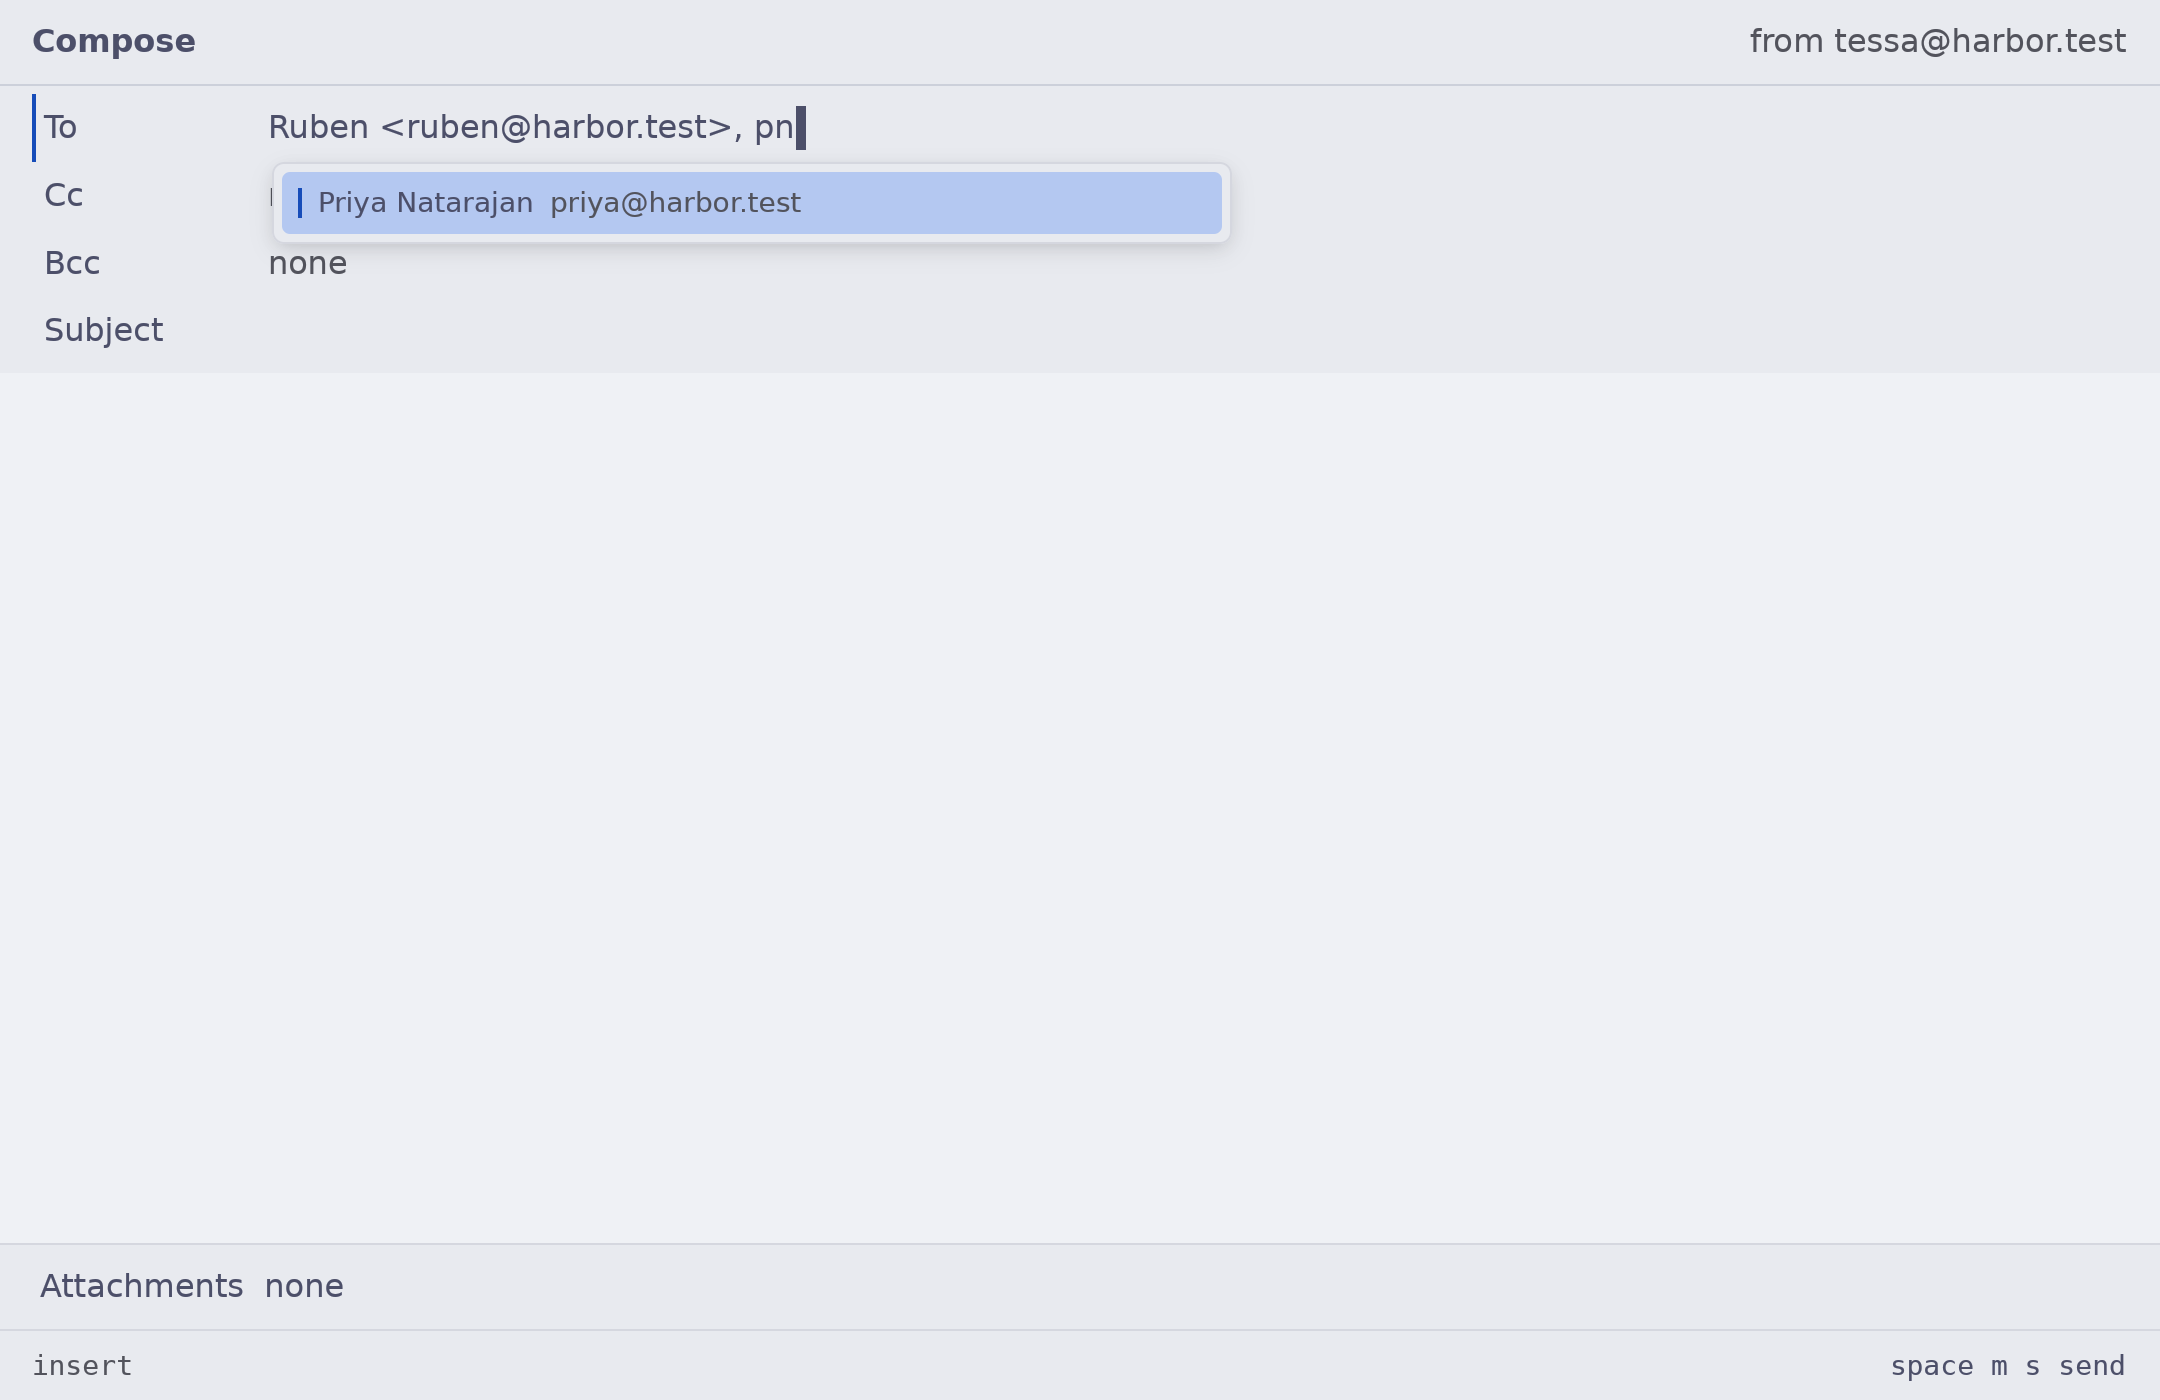 Compose
from tessa@harbor.test
To
Ruben <ruben@harbor.test>, pn
Priya Natarajan priya@harbor.test
Cc
Bcc
none
Subject
Attachments none
insert
space m s send